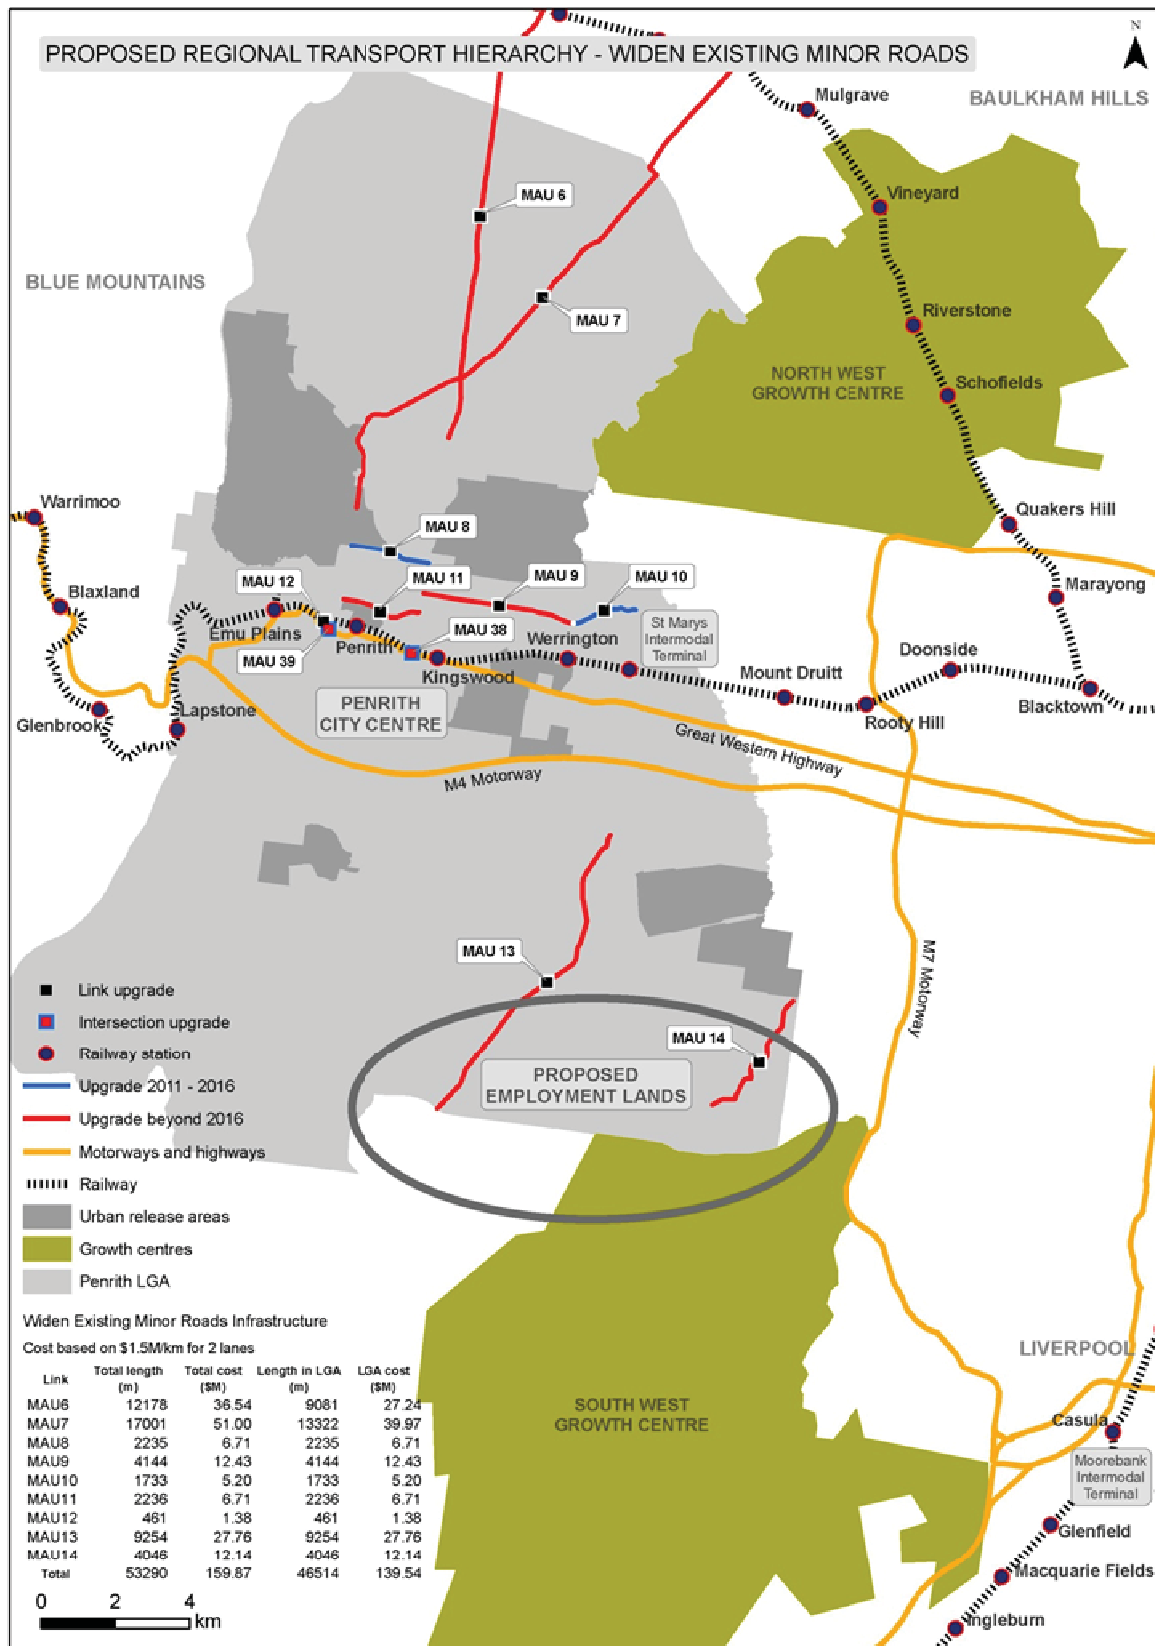 PROPOSED REGIONAL TRANSPORT HIERARCHY - WIDEN EXISTING MINOR ROADS
N
Mulgrave
BAULKHAM HILLS
MAU 6
Vineyard
BLUE MOUNTAINS
MAU 7
Riverstone
NORTH WEST
GROWTH CENTRE
Schofields
Warrimoo
Quakers Hill
MAU 8
MAU 12
MAU 11
MAU 9
MAU 10
Marayong
Blaxland
Emu Plains
MAU 38
Werrington
St Marys
Intermodal
Terminal
MAU 39
Penrith
Kingswood
Doonside
Mount Druitt
Glenbrook
Lapstone
PENRITH
CITY CENTRE
Rooty Hill
Blacktown
Great Western Highway
M4 Motorway
MAU 13
M7 Motorway
MAU 14
PROPOSED
EMPLOYMENT LANDS
Link upgrade
Intersection upgrade
Railway station
Upgrade 2011 - 2016
Upgrade beyond 2016
Motorways and highways
Railway
Urban release areas
Growth centres
Penrith LGA
Widen Existing Minor Roads Infrastructure
Cost based on $1.5M/km for 2 lanes
Link Total length (m) Total cost ($M) Length in LGA (m) LGA cost ($M)
MAU6 12178 36.54 9081 27.24
MAU7 17001 51.00 13322 39.97
MAU8 2235 6.71 2235 6.71
MAU9 4144 12.43 4144 12.43
MAU10 1733 5.20 1733 5.20
MAU11 2236 6.71 2236 6.71
MAU12 461 1.38 461 1.38
MAU13 9254 27.76 9254 27.76
MAU14 4046 12.14 4046 12.14
Total 53290 159.87 46514 139.54
0 2 4
km
LIVERPOOL
SOUTH WEST
GROWTH CENTRE
Casula
Moorebank
Intermodal
Terminal
Glenfield
Macquarie Fields
Ingleburn